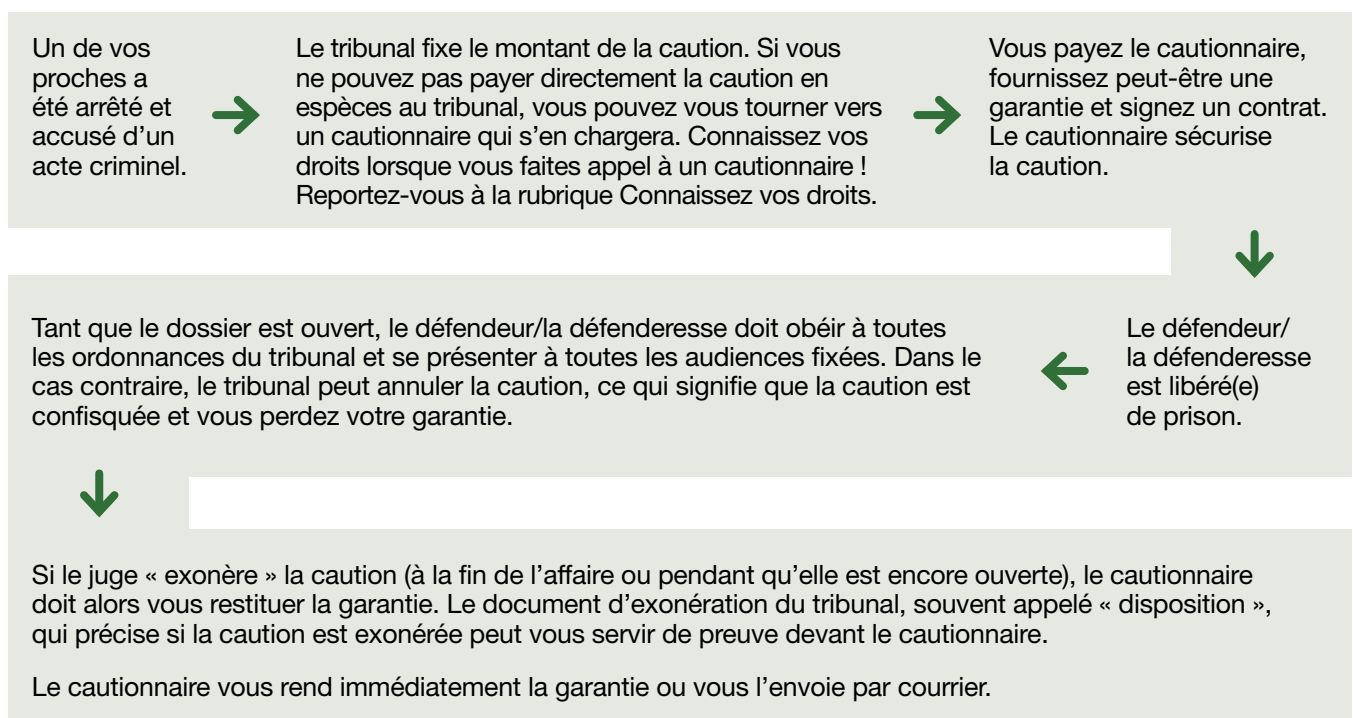 Un de vos
proches a
été arrêté et
accusé d’un
acte criminel.
Le tribunal fixe le montant de la caution. Si vous
ne pouvez pas payer directement la caution en
espèces au tribunal, vous pouvez vous tourner vers
un cautionnaire qui s’en chargera. Connaissez vos
droits lorsque vous faites appel à un cautionnaire !
Reportez-vous à la rubrique Connaissez vos droits.
Vous payez le cautionnaire,
fournissez peut-être une
garantie et signez un contrat.
Le cautionnaire sécurise
la caution.
Le défendeur/
la défenderesse
est libéré(e)
de prison.
Tant que le dossier est ouvert, le défendeur/la défenderesse doit obéir à toutes
les ordonnances du tribunal et se présenter à toutes les audiences fixées. Dans le
cas contraire, le tribunal peut annuler la caution, ce qui signifie que la caution est
confisquée et vous perdez votre garantie.
Si le juge « exonère » la caution (à la fin de l’affaire ou pendant qu’elle est encore ouverte), le cautionnaire
doit alors vous restituer la garantie. Le document d’exonération du tribunal, souvent appelé « disposition »,
qui précise si la caution est exonérée peut vous servir de preuve devant le cautionnaire.
Le cautionnaire vous rend immédiatement la garantie ou vous l’envoie par courrier.